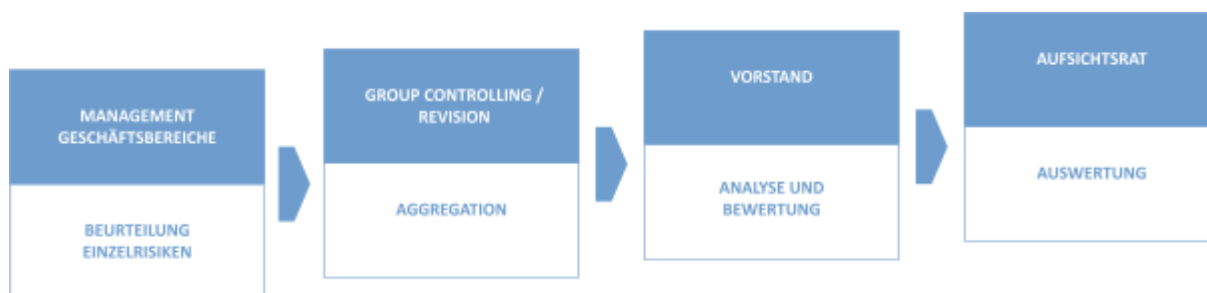 MANAGEMENT
GESCHÄFTSBEREICHE
BEURTEILUNG
EINZELRISIKEN
GROUP CONTROLLING /
REVISION
AGGREGATION
VORSTAND
ANALYSE UND
BEWERTUNG
AUFSICHTSRAT
AUSWERTUNG